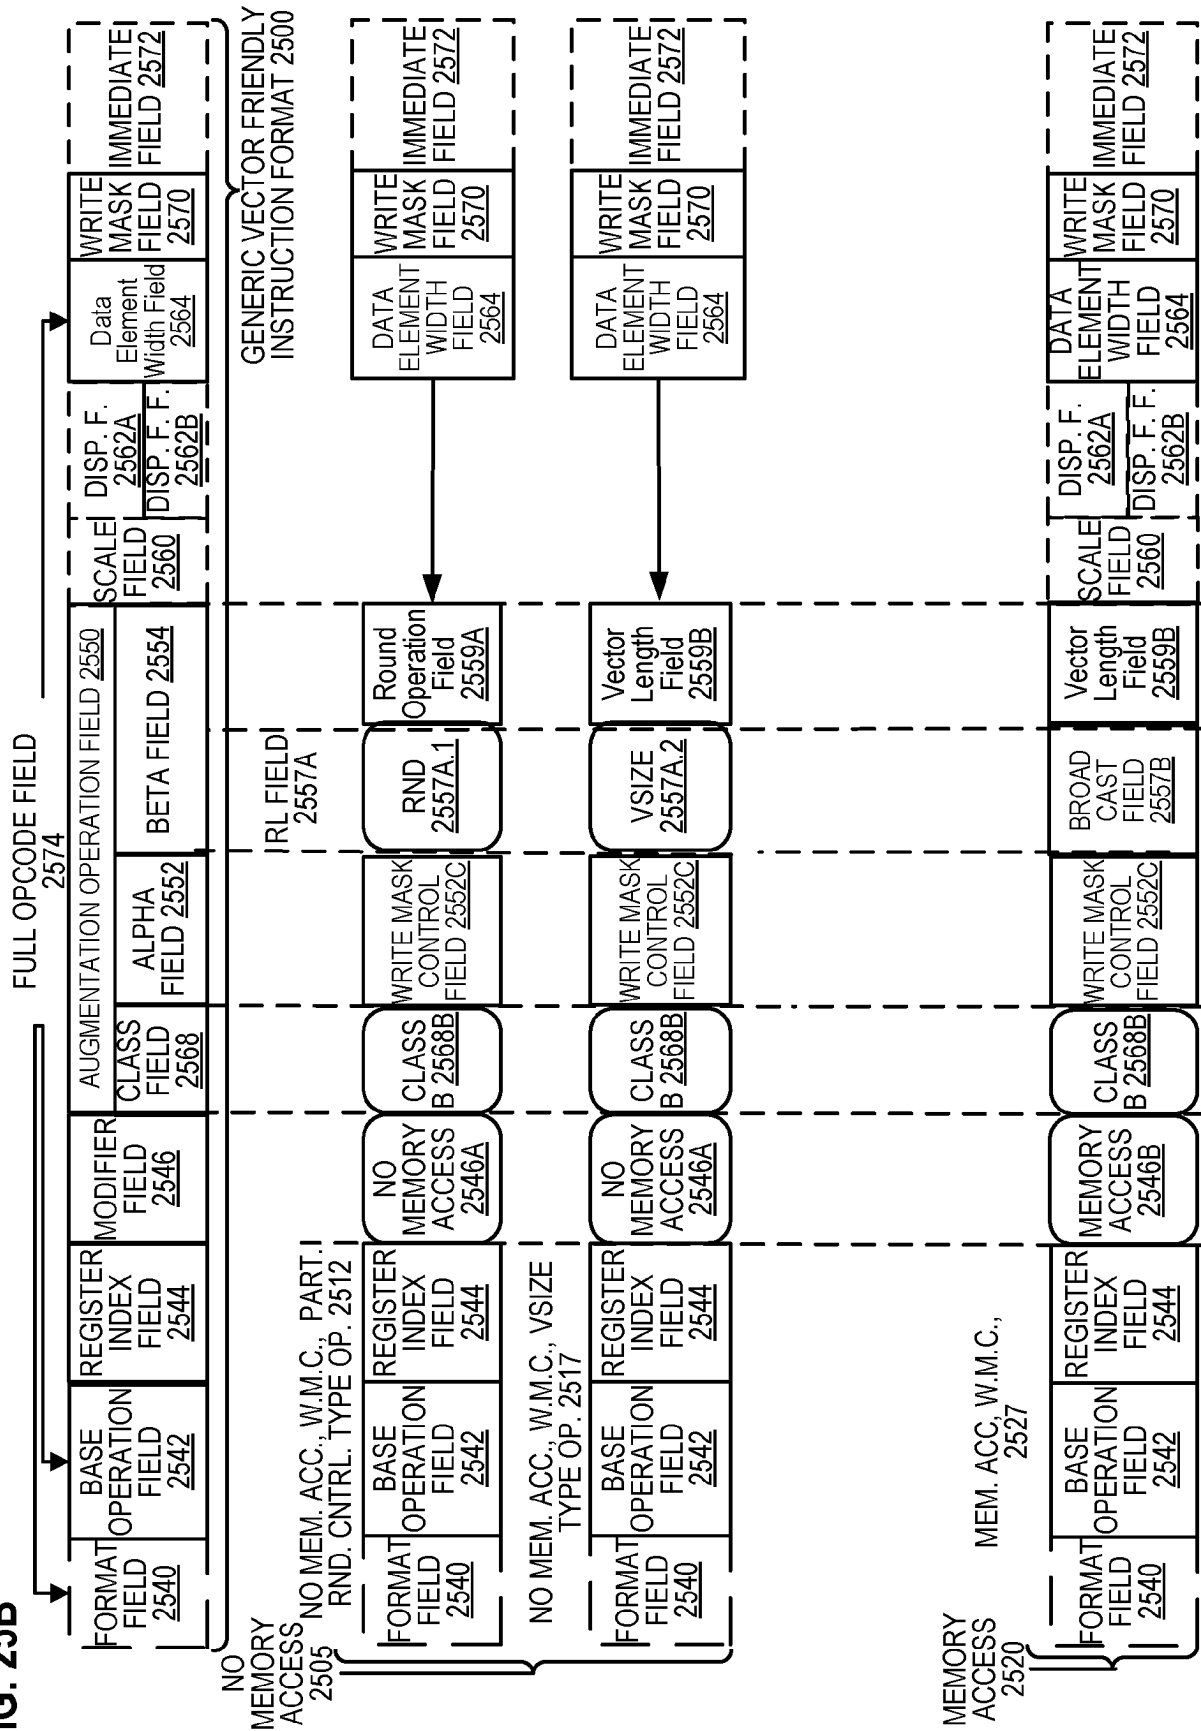 IG. 25B
FULL OPCODE FIELD
2574
FORMAT
FIELD
2540
BASE
OPERATION
FIELD
2542
REGISTER
INDEX
FIELD
2544
MODIFIER
FIELD
2546
AUGMENTATION OPERATION FIELD 2550
CLASS
FIELD
2568
ALPHA
FIELD 2552
BETA FIELD 2554
SCALE
FIELD
2560
DISP. F.
2562A
DISP. F. F.
2562B
Data
Element
Width Field
2564
WRITE
MASK
FIELD
2570
IMMEDIATE
FIELD 2572
GENERIC VECTOR FRIENDLY
INSTRUCTION FORMAT 2500
NO
MEMORY
ACCESS
2505
NO MEM. ACC., W.M.C., PART.
RND. CNTRL. TYPE OP. 2512
RL FIELD
2557A
FORMAT
FIELD
2540
BASE
OPERATION
FIELD
2542
REGISTER
INDEX
FIELD
2544
NO
MEMORY
ACCESS
2546A
CLASS
B 2568B
WRITE MASK
CONTROL
FIELD 2552C
RND
2557A.1
Round
Operation
Field
2559A
DATA
ELEMENT
WIDTH
FIELD
2564
WRITE
MASK
FIELD
2570
IMMEDIATE
FIELD 2572
NO MEM. ACC., W.M.C., VSIZE
TYPE OP. 2517
FORMAT
FIELD
2540
BASE
OPERATION
FIELD
2542
REGISTER
INDEX
FIELD
2544
NO
MEMORY
ACCESS
2546A
CLASS
B 2568B
WRITE MASK
CONTROL
FIELD 2552C
VSIZE
2557A.2
Vector
Length
Field
2559B
DATA
ELEMENT
WIDTH
FIELD
2564
WRITE
MASK
FIELD
2570
IMMEDIATE
FIELD 2572
MEMORY
ACCESS
2520
MEM. ACC, W.M.C.,
2527
FORMAT
FIELD
2540
BASE
OPERATION
FIELD
2542
REGISTER
INDEX
FIELD
2544
MEMORY
ACCESS
2546B
CLASS
B 2568B
WRITE MASK
CONTROL
FIELD 2552C
BROAD
CAST
FIELD
2557B
Vector
Length
Field
2559B
SCALE
FIELD
2560
DISP. F.
2562A
DISP. F. F.
2562B
DATA
ELEMENT
WIDTH
FIELD
2564
WRITE
MASK
FIELD
2570
IMMEDIATE
FIELD 2572